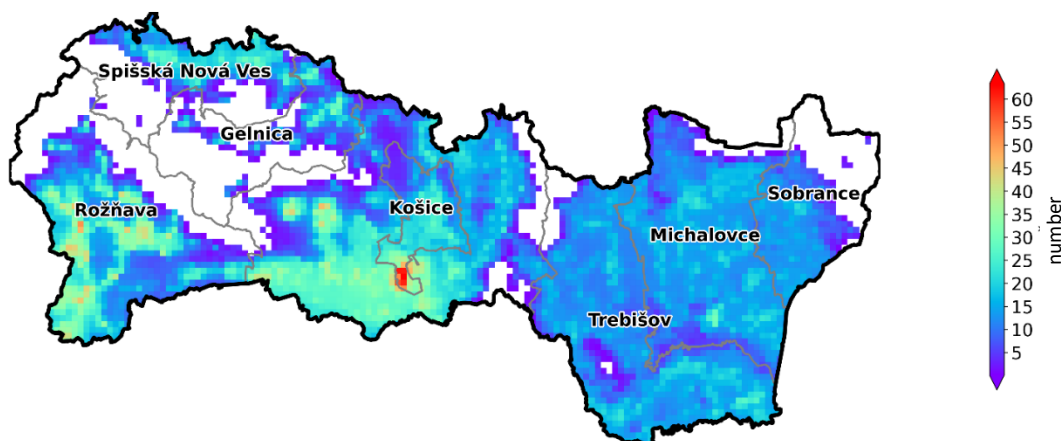 Spišská Nová Ves
Gelnica
Rožňava
Košice
Sobrance
Michalovce
Trebišov
60
55
50
45
40
35
30
25
20
15
10
5
number